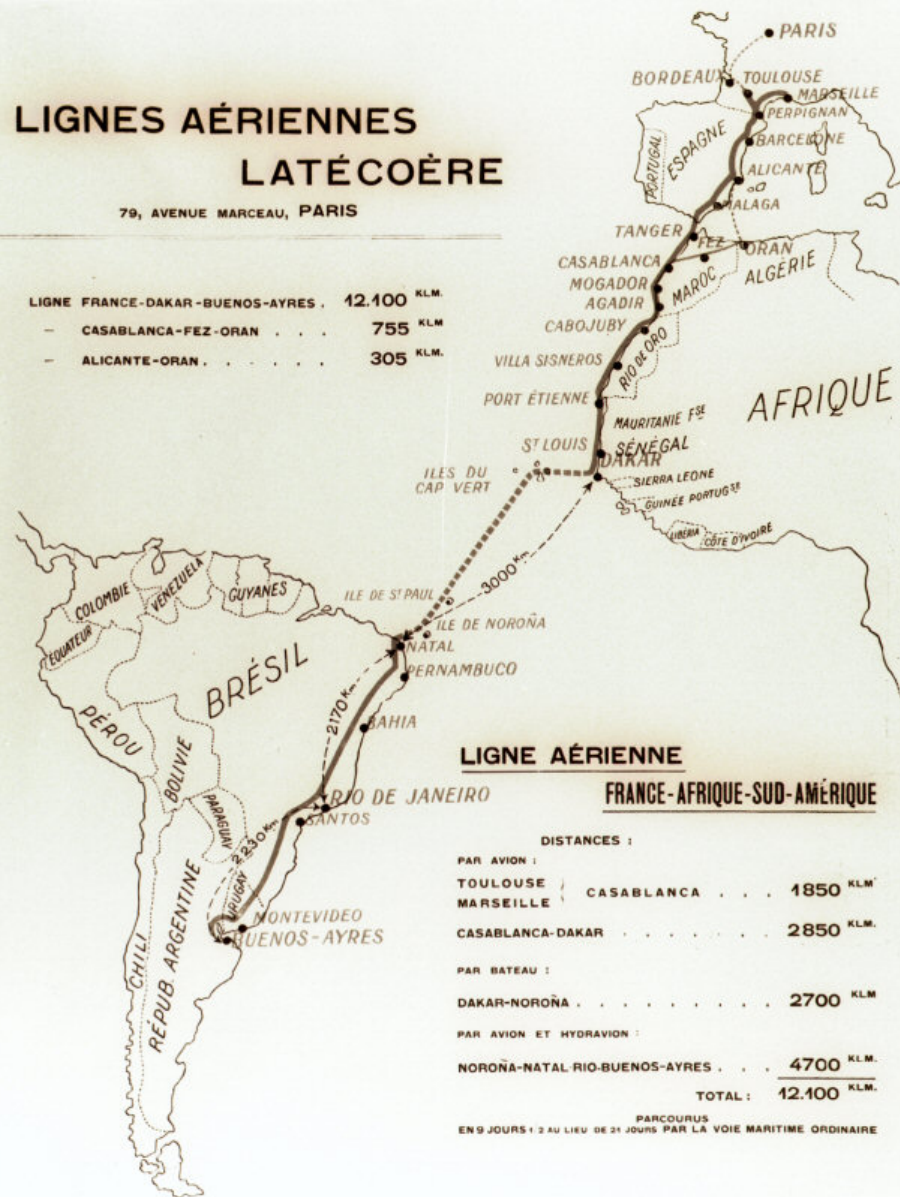 PARIS
BORDEAUX
TOULOUSE
MARSEILLE
PERPIGNAN
BARCELONE
ALICANTE
MALAGA
PORTUGAL
ESPAGNE
LIGNES AÉRIENNES
LATÉCOÈRE
79, AVENUE MARCEAU, PARIS
LIGNE FRANCE-DAKAR-BUENOS-AYRES . 12.100 KLM.
— CASABLANCA-FEZ-ORAN . . . 755 KLM
— ALICANTE-ORAN . . . . . . 305 KLM.
TANGER
FEZ
ORAN
CASABLANCA
ALGÉRIE
MOGADOR
MAROC
AGADIR
CABOJUBY
RIO DE ORO
VILLA SISNEROS
PORT ÉTIENNE
AFRIQUE
MAURITANIE FSE
ST LOUIS
SÉNÉGAL
DAKAR
ILES DU
CAP VERT
SIERRA LEONE
GUINÉE PORTUGSE
LIBÉRIA
CÔTE D'IVOIRE
3000 Km
COLOMBIE
VENEZUELA
GUYANES
EQUATEUR
ILE DE ST PAUL
ILE DE NOROÑA
NATAL
PERNAMBUCO
BRÉSIL
PÉROU
2170 Km
BAHIA
BOLIVIE
RIO DE JANEIRO
SANTOS
PARAGUAY
2230 Km
URUGAY
MONTEVIDEO
BUENOS-AYRES
CHILI
RÉPUB. ARGENTINE
LIGNE AÉRIENNE
FRANCE-AFRIQUE-SUD-AMÉRIQUE
DISTANCES :
PAR AVION :
TOULOUSE
MARSEILLE } CASABLANCA . . . 1850 KLM
CASABLANCA-DAKAR . . . . . . 2850 KLM.
PAR BATEAU :
DAKAR-NOROÑA . . . . . . . . . 2700 KLM
PAR AVION ET HYDRAVION :
NOROÑA-NATAL-RIO-BUENOS-AYRES . . . 4700 KLM.
TOTAL : 12.100 KLM.
PARCOURUS
EN 9 JOURS 1/2 AU LIEU DE 21 JOURS PAR LA VOIE MARITIME ORDINAIRE